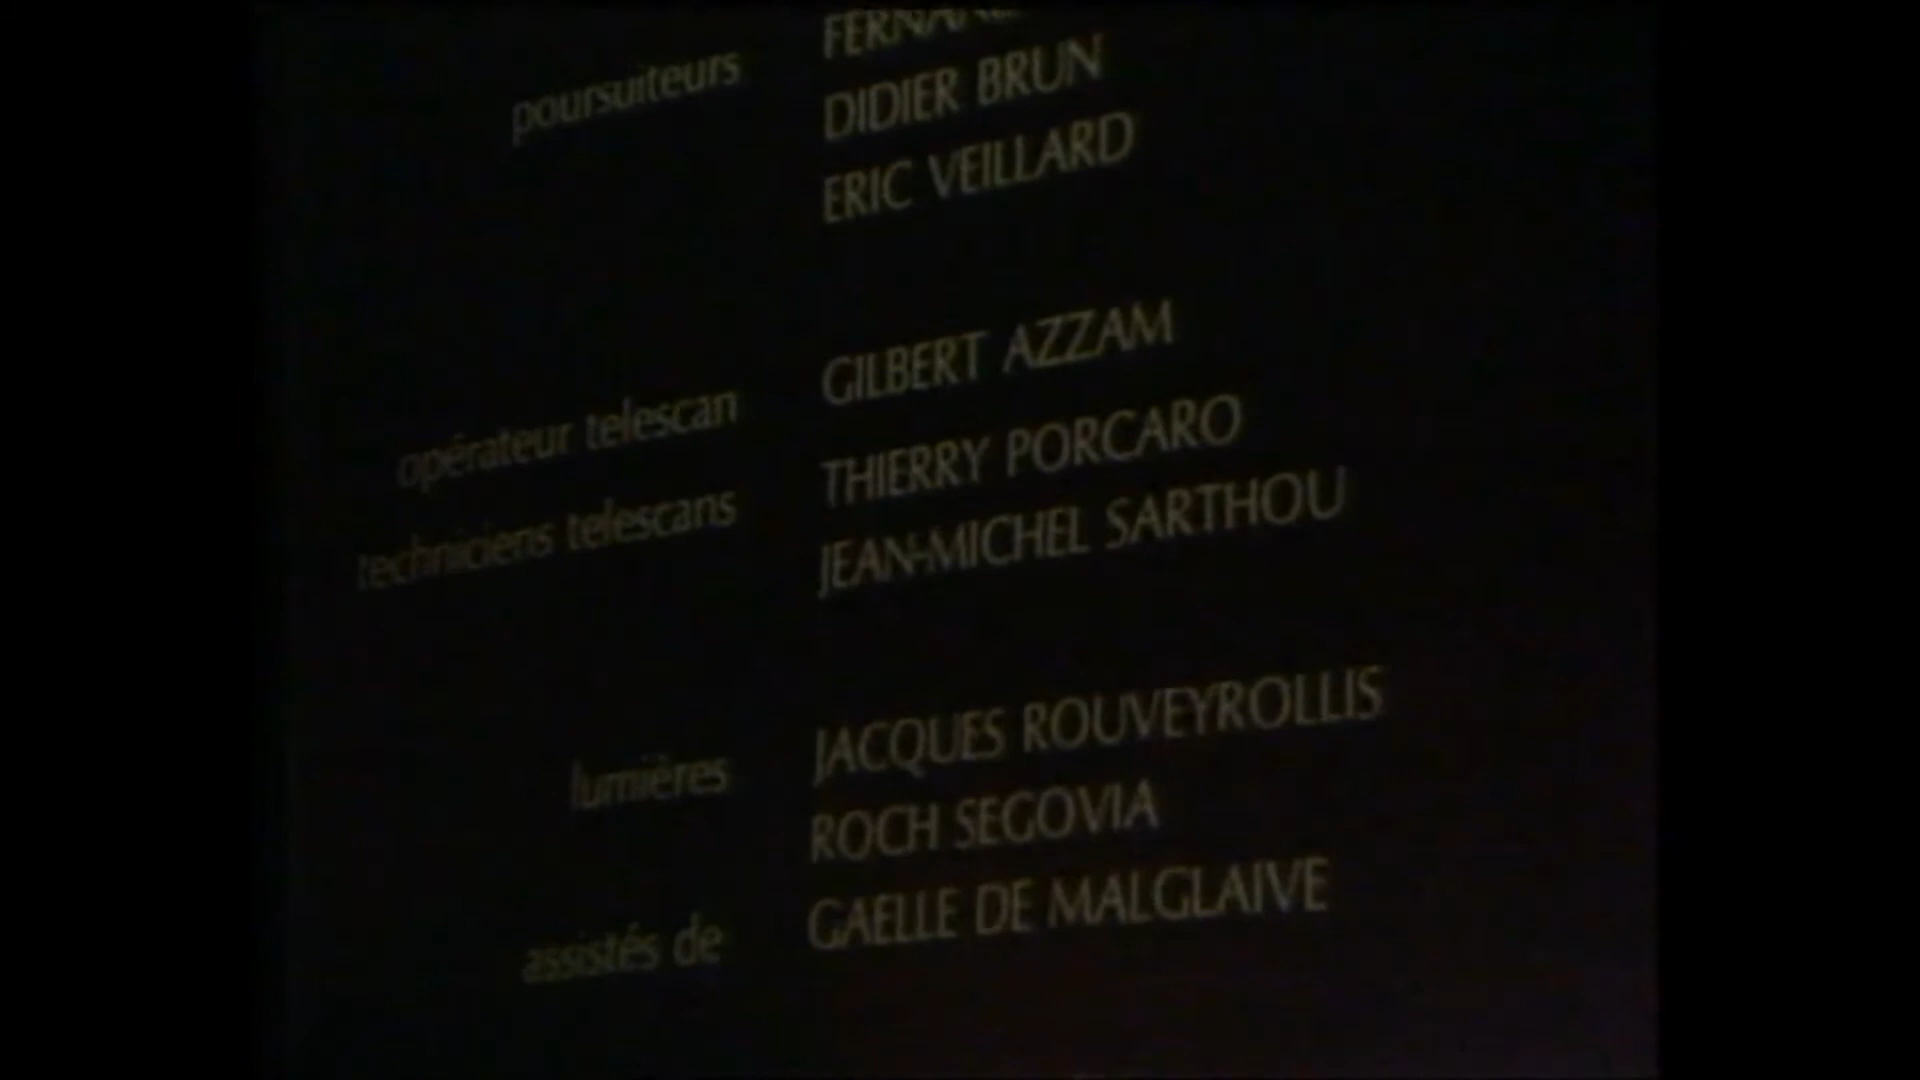 poursuiteurs
DIDIER BRUN
ERIC VEILLARD
opérateur telescan GILBERT AZZAM
techniciens telescans THIERRY PORCARO
JEAN-MICHEL SARTHOU
lumières JACQUES ROUVEYROLLIS
ROCH SEGOVIA
assistés de GAELLE DE MALGLAIVE